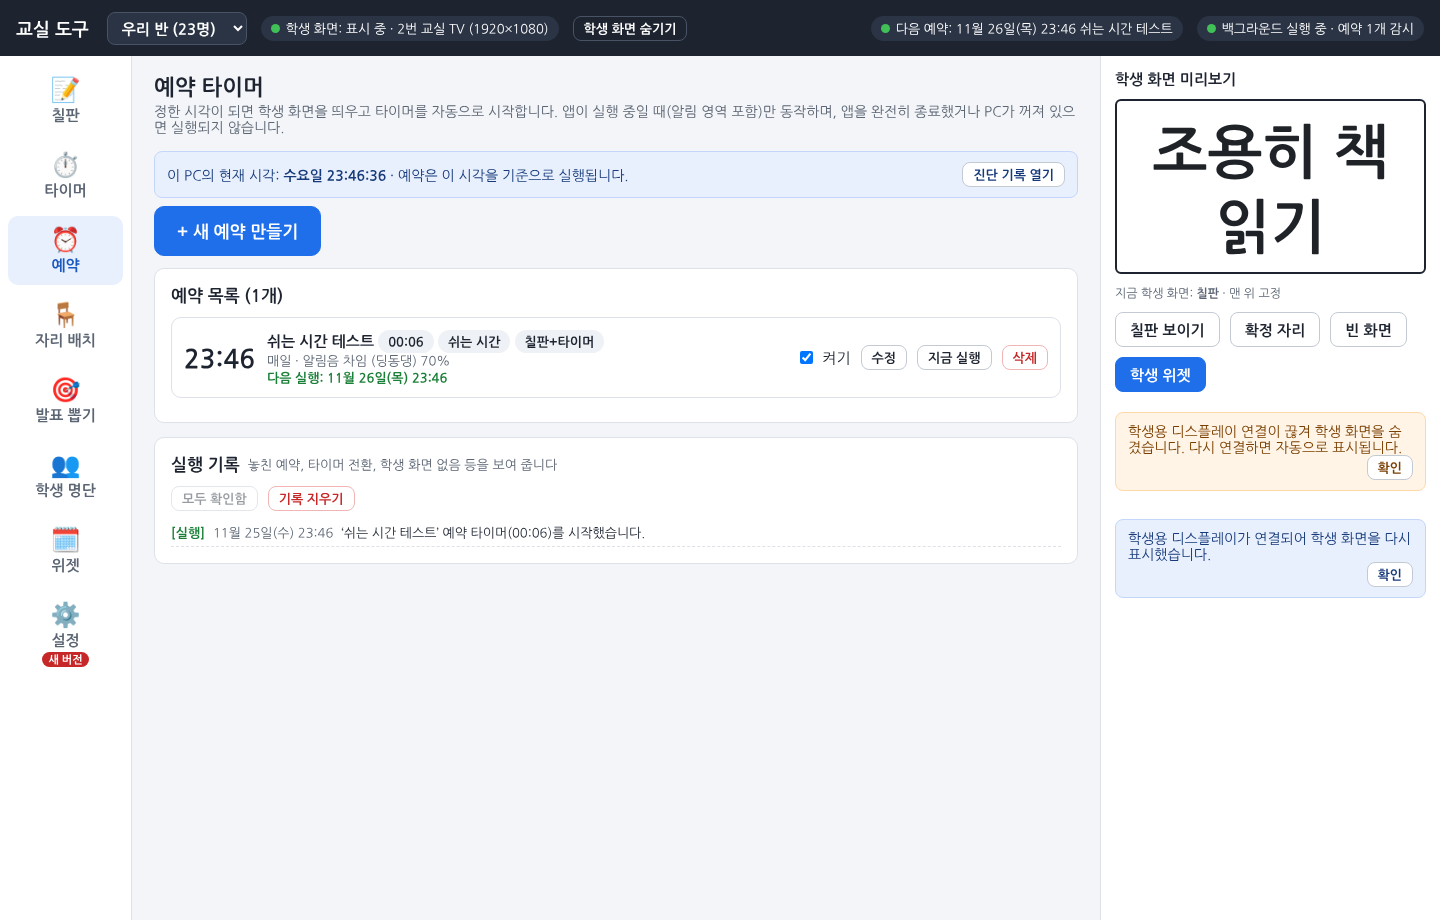 교실 도구
우리 반 (23명)
학생 화면: 표시 중 · 2번 교실 TV (1920×1080)
학생 화면 숨기기
다음 예약: 11월 26일(목) 23:46 쉬는 시간 테스트
백그라운드 실행 중 · 예약 1개 감시
칠판
타이머
예약
자리 배치
발표 뽑기
학생 명단
위젯
설정
새 버전
예약 타이머
정한 시각이 되면 학생 화면을 띄우고 타이머를 자동으로 시작합니다. 앱이 실행 중일 때(알림 영역 포함)만 동작하며, 앱을 완전히 종료했거나 PC가 꺼져 있으
면 실행되지 않습니다.
이 PC의 현재 시각: 수요일 23:46:36 · 예약은 이 시각을 기준으로 실행됩니다.
진단 기록 열기
+ 새 예약 만들기
예약 목록 (1개)
23:46
쉬는 시간 테스트 00:06 쉬는 시간 칠판+타이머
매일 · 알림음 차임 (딩동댕) 70%
다음 실행: 11월 26일(목) 23:46
켜기
수정
지금 실행
삭제
실행 기록 놓친 예약, 타이머 전환, 학생 화면 없음 등을 보여 줍니다
모두 확인함
기록 지우기
[실행] 11월 25일(수) 23:46 ‘쉬는 시간 테스트’ 예약 타이머(00:06)를 시작했습니다.
학생 화면 미리보기
조용히 책
읽기
지금 학생 화면: 칠판 · 맨 위 고정
칠판 보이기
확정 자리
빈 화면
학생 위젯
학생용 디스플레이 연결이 끊겨 학생 화면을 숨
겼습니다. 다시 연결하면 자동으로 표시됩니다.
확인
학생용 디스플레이가 연결되어 학생 화면을 다시
표시했습니다.
확인